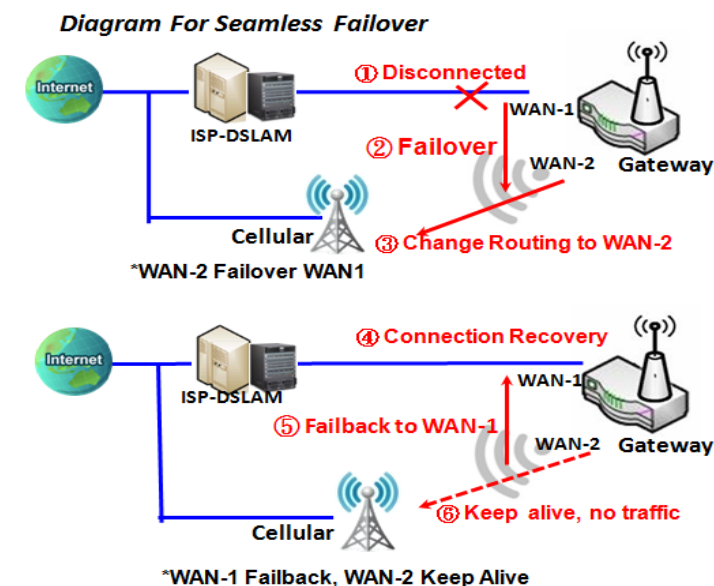 Diagram For Seamless Failover
Internet
① Disconnected
ISP-DSLAM
WAN-1
② Failover
WAN-2 Gateway
Cellular
③ Change Routing to WAN-2
*WAN-2 Failover WAN1
④ Connection Recovery
Internet
WAN-1
ISP-DSLAM
⑤ Failback to WAN-1
WAN-2 Gateway
⑥ Keep alive, no traffic
Cellular
*WAN-1 Failback, WAN-2 Keep Alive